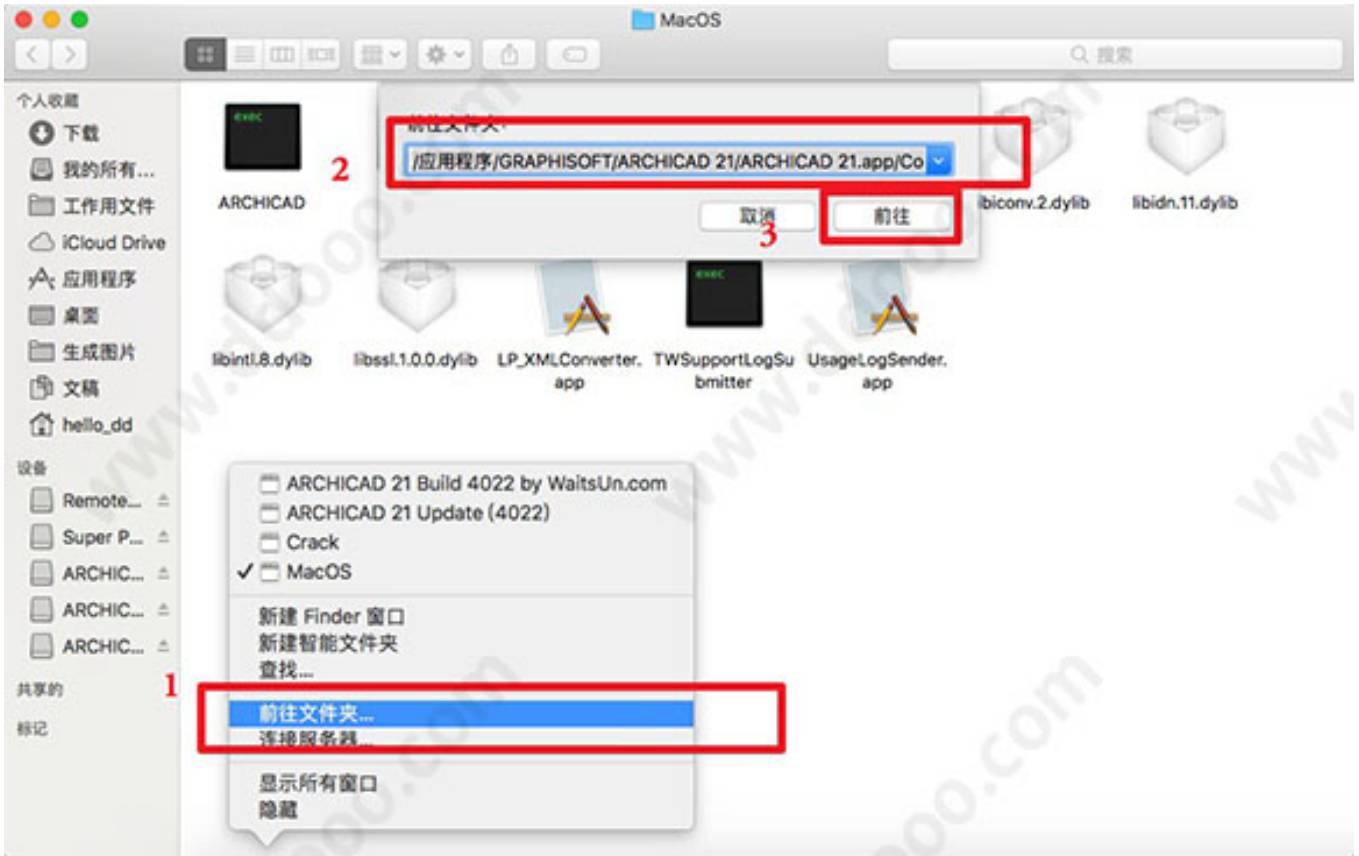 MacOS
搜索
个人收藏
下载
我的所有...
工作用文件
iCloud Drive
应用程序
桌面
生成图片
文稿
hello_dd
设备
Remote...
Super P...
ARCHIC...
ARCHIC...
ARCHIC...
共享的
标记
exec
ARCHICAD
2
前往文件夹:
/应用程序/GRAPHISOFT/ARCHICAD 21/ARCHICAD 21.app/Co
取消
前往
3
libiconv.2.dylib
libidn.11.dylib
libintl.8.dylib
libssl.1.0.0.dylib
LP_XMLConverter.
app
exec
TWSupportLogSu
bmitter
UsageLogSender.
app
ARCHICAD 21 Build 4022 by WaitsUn.com
ARCHICAD 21 Update (4022)
Crack
MacOS
新建 Finder 窗口
新建智能文件夹
查找...
1
前往文件夹...
连接服务器...
显示所有窗口
隐藏
www.ddooo.com